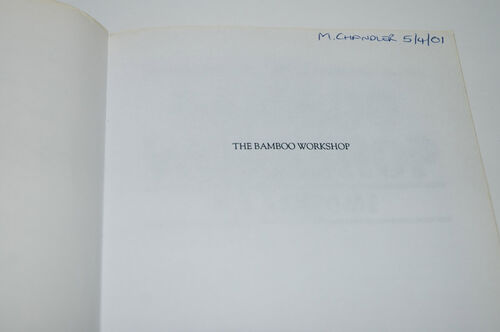 M. CHANDLER 5/4/01
THE BAMBOO WORKSHOP